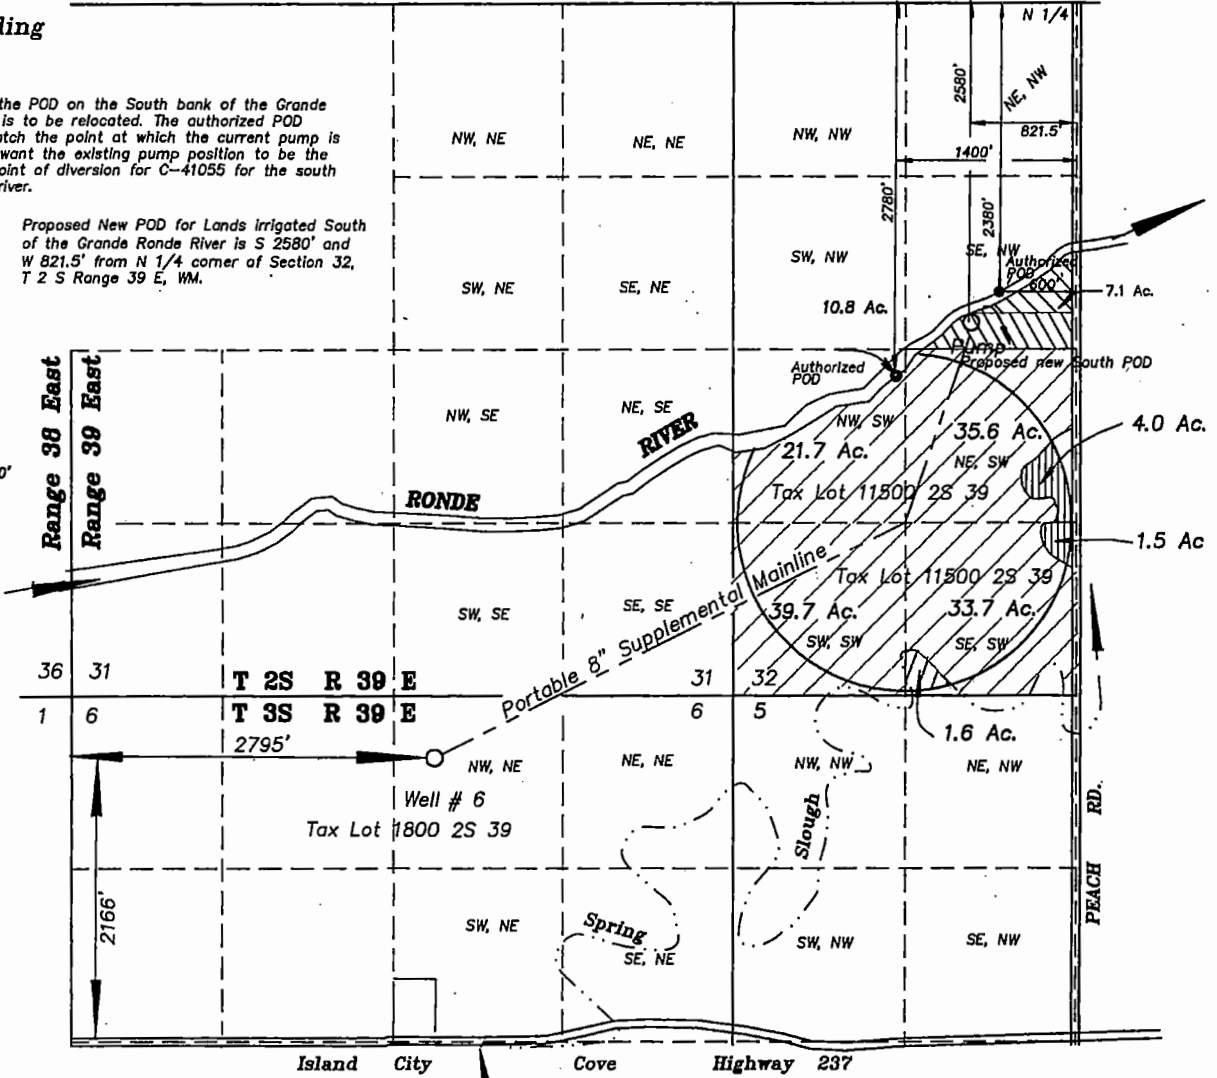 N 1/4
the POD on the South bank of the Grande
is to be relocated. The authorized POD
the point at which the current pump is
want the existing pump position to be the
of diversion for C-41055 for the south
Proposed New POD for Lands irrigated South
of the Grande Ronde River is S 2580' and
W 821.5' from N 1/4 corner of Section 32,
T 2 S Range 39 E, WM.
2580'
NE, NW
821.5'
1400'
2780'
2380'
NW, NE
NE, NE
NW, NW
SW, NW
SE, NW
Authorized
POD
600'
7.1 Ac.
SW, NE
SE, NE
10.8 Ac.
Pump
Proposed new South POD
Authorized
POD
Range 38 East
Range 39 East
NW, SE
NE, SE
NW, SW
RIVER
21.7 Ac.
35.6 Ac.
4.0 Ac.
NE, SW
Tax Lot 11500 2S 39
RONDE
1.5 Ac
Tax Lot 11500 2S 39
Portable 8" Supplemental Mainline
SW, SE
SE, SE
39.7 Ac.
33.7 Ac.
SW, SW
SE, SW
36
31
T 2S R 39 E
31
32
1
6
T 3S R 39 E
6
5
1.6 Ac.
2795'
NW, NE
NE, NE
NW, NW
NE, NW
Well # 6
Tax Lot 1800 2S 39
Slough
PEACH RD.
2166'
SW, NE
Spring
SE, NE
SW, NW
SE, NW
Island City Cove Highway 237